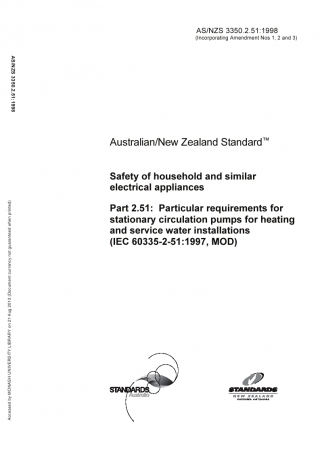 AS/NZS 3350.2.51:1998
(Incorporating Amendment Nos 1, 2 and 3)
AS/NZS 3350.2.51:1998
Australian/New Zealand Standard™
Safety of household and similar
electrical appliances
Part 2.51: Particular requirements for
stationary circulation pumps for heating
and service water installations
(IEC 60335-2-51:1997, MOD)
Accessed by MONASH UNIVERSITY LIBRARY on 21 Aug 2013 (Document currency not guaranteed when printed)
STANDARDS
Australia
STANDARDS
NEW ZEALAND